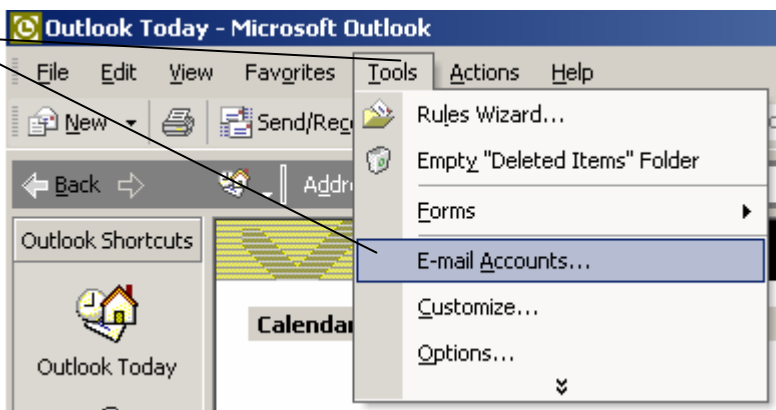 Outlook Today - Microsoft Outlook
File Edit View Favorites Tools Actions Help
New Send/Rec
Rules Wizard...
Empty "Deleted Items" Folder
Back Addr
Forms
Outlook Shortcuts
E-mail Accounts...
Calendar
Customize...
Outlook Today
Options...